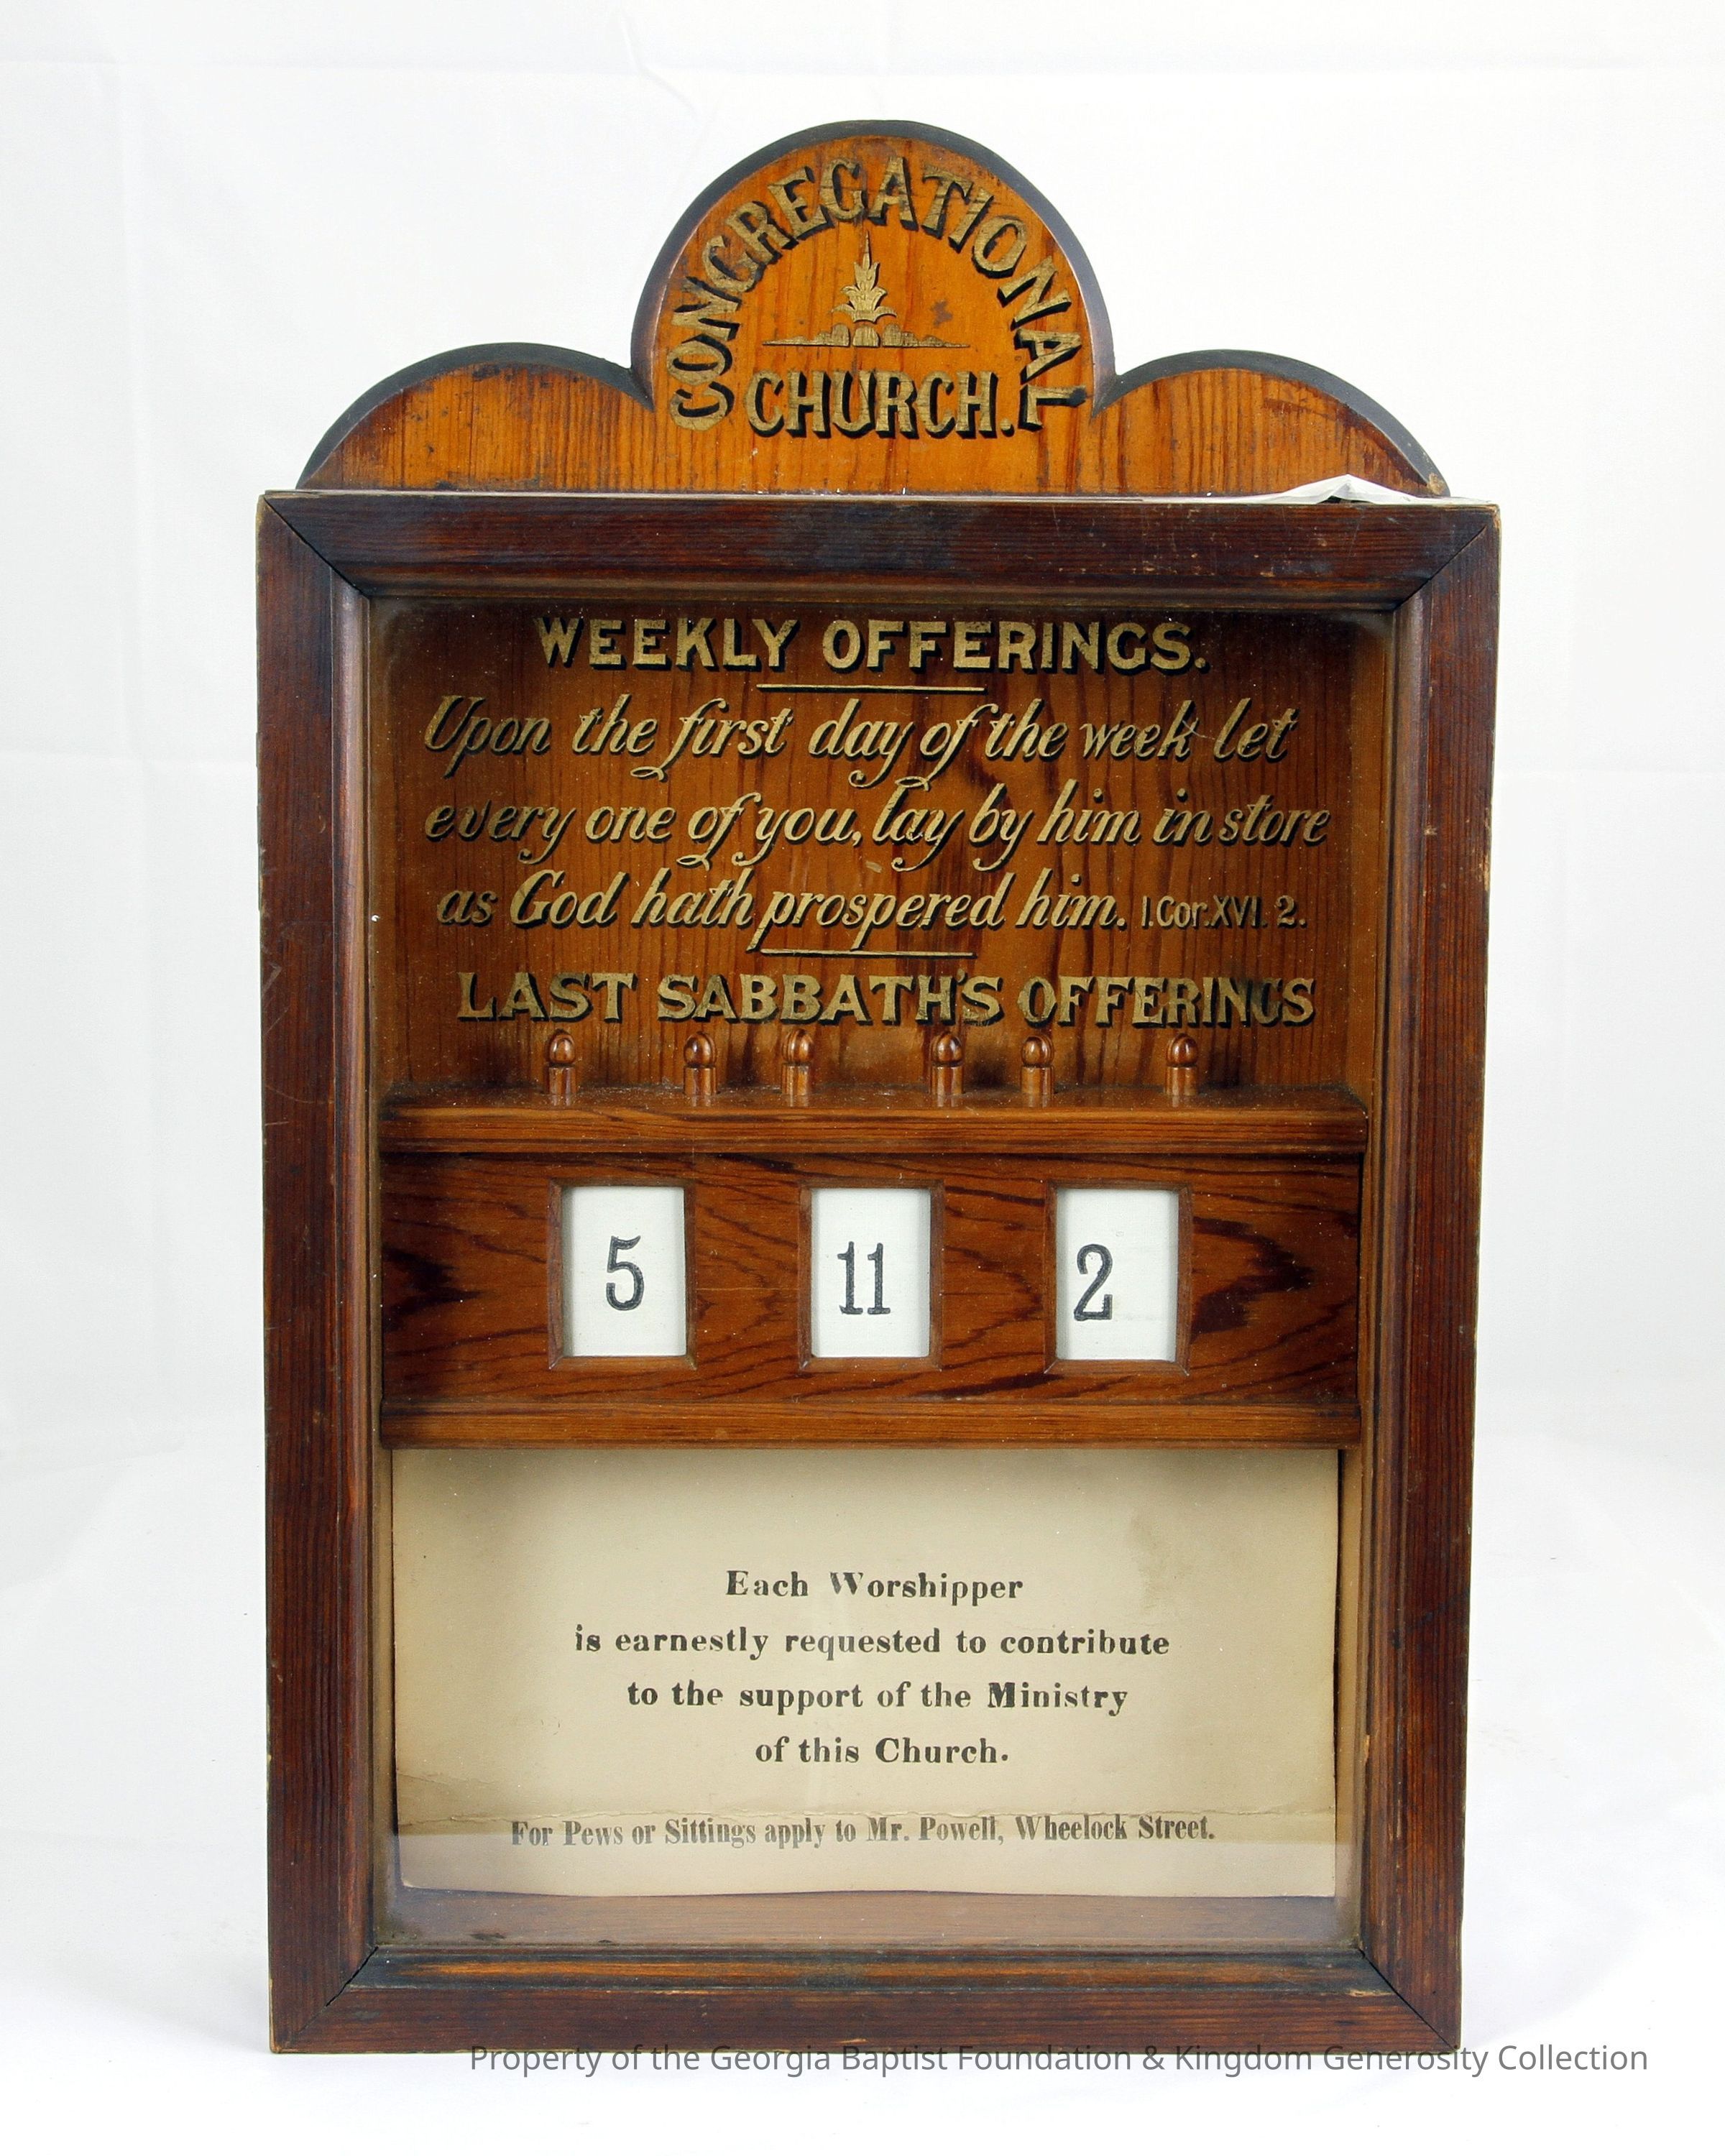 CONGREGATIONAL
CHURCH.
WEEKLY OFFERINGS.
Upon the first day of the week let
every one of you, lay by him in store
as God hath prospered him. 1.Cor.XVI. 2.
LAST SABBATH'S OFFERINGS
5 11 2
Each Worshipper
is earnestly requested to contribute
to the support of the Ministry
of this Church.
For Pews or Sittings apply to Mr. Powell, Wheelock Street.
Property of the Georgia Baptist Foundation & Kingdom Generosity Collection